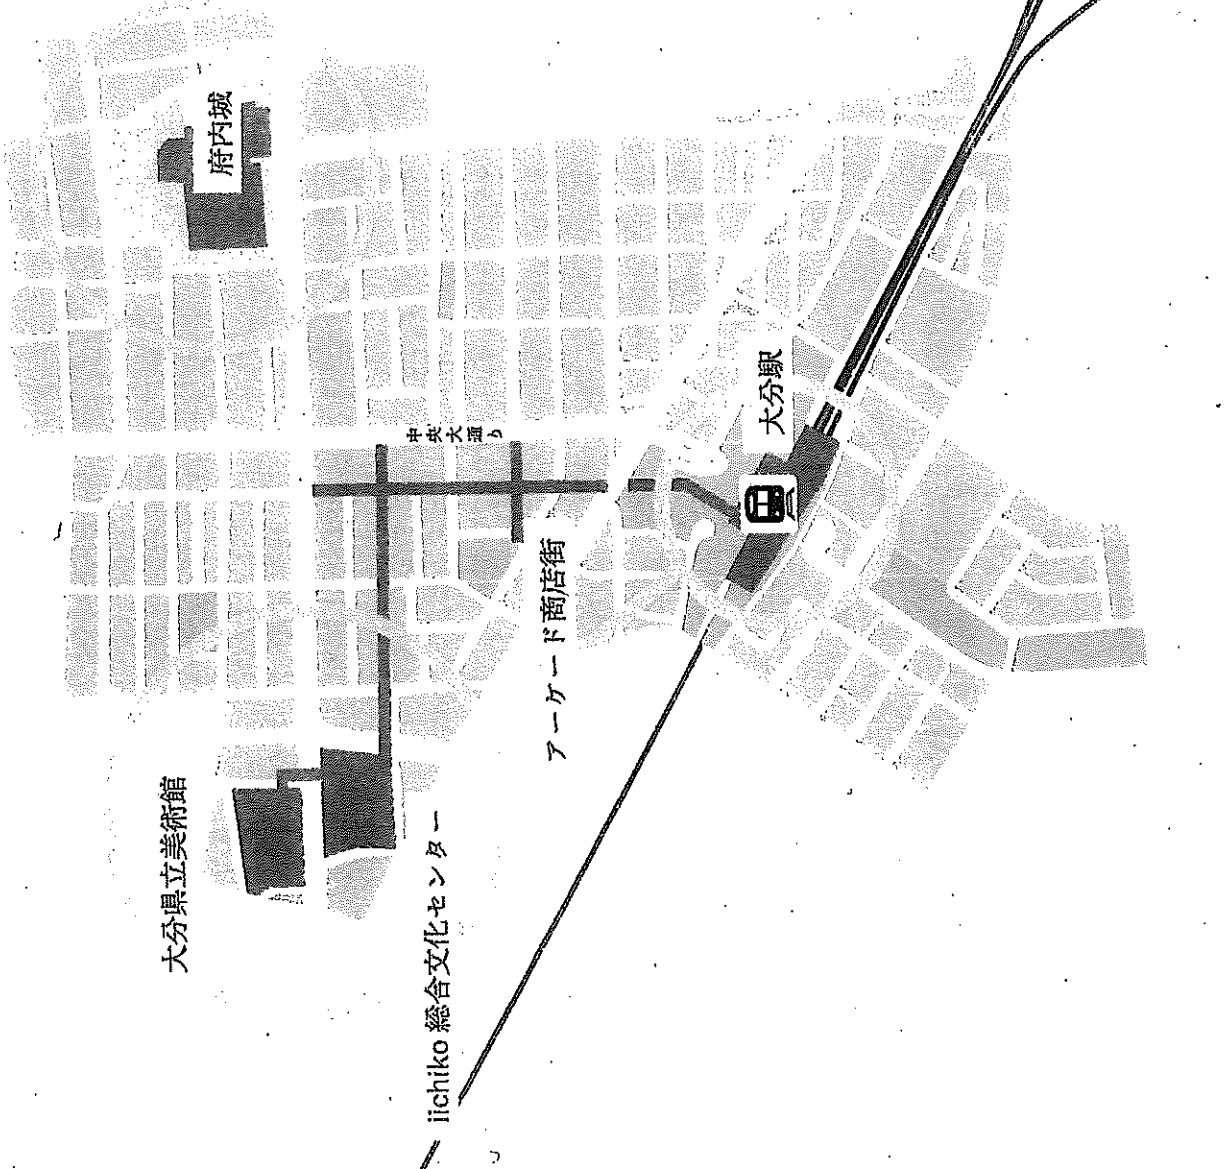 大分県立美術館
iichiko 総合文化センター
アーケード商店街
中央大通り
府内城
大分駅